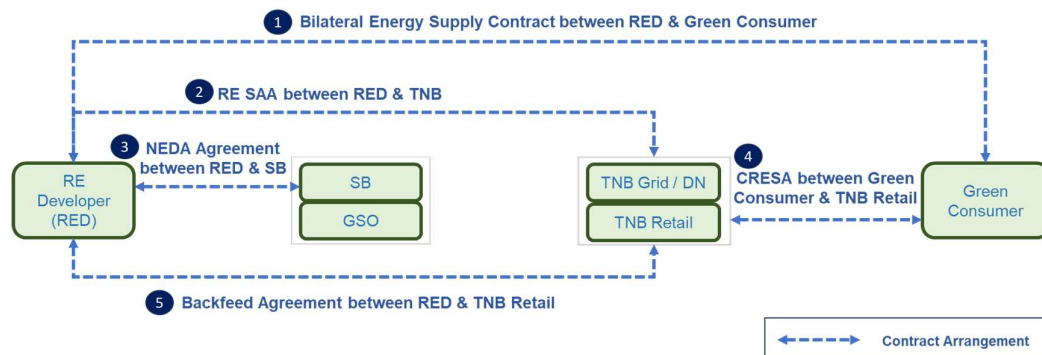 1 Bilateral Energy Supply Contract between RED & Green Consumer
2 RE SAA between RED & TNB
3 NEDA Agreement
between RED & SB
RE
Developer
(RED)
SB
GSO
TNB Grid / DN
TNB Retail
4 CRESA between Green
Consumer & TNB Retail
Green
Consumer
5 Backfeed Agreement between RED & TNB Retail
Contract Arrangement